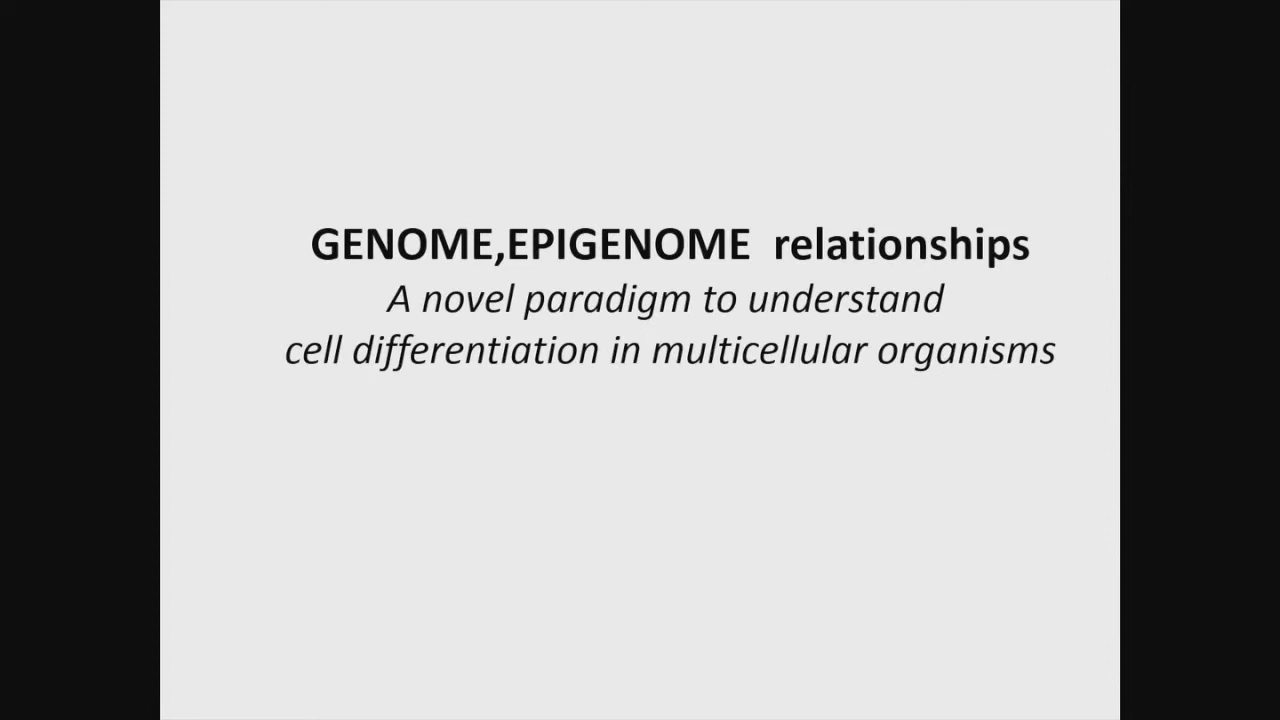 GENOME,EPIGENOME relationships
A novel paradigm to understand
cell differentiation in multicellular organisms